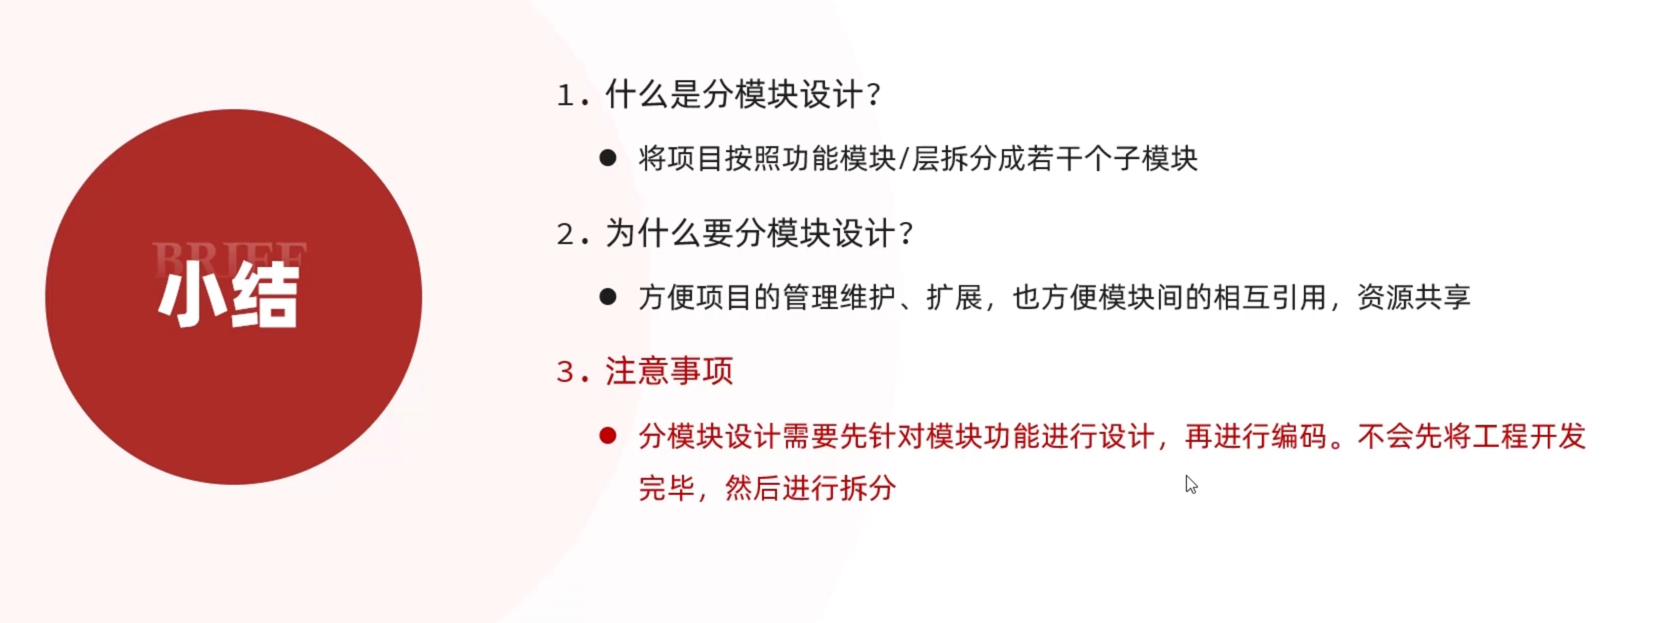 BRIEF
小结
1. 什么是分模块设计?
● 将项目按照功能模块/层拆分成若干个子模块
2. 为什么要分模块设计?
● 方便项目的管理维护、扩展，也方便模块间的相互引用，资源共享
3. 注意事项
● 分模块设计需要先针对模块功能进行设计，再进行编码。不会先将工程开发
完毕，然后进行拆分